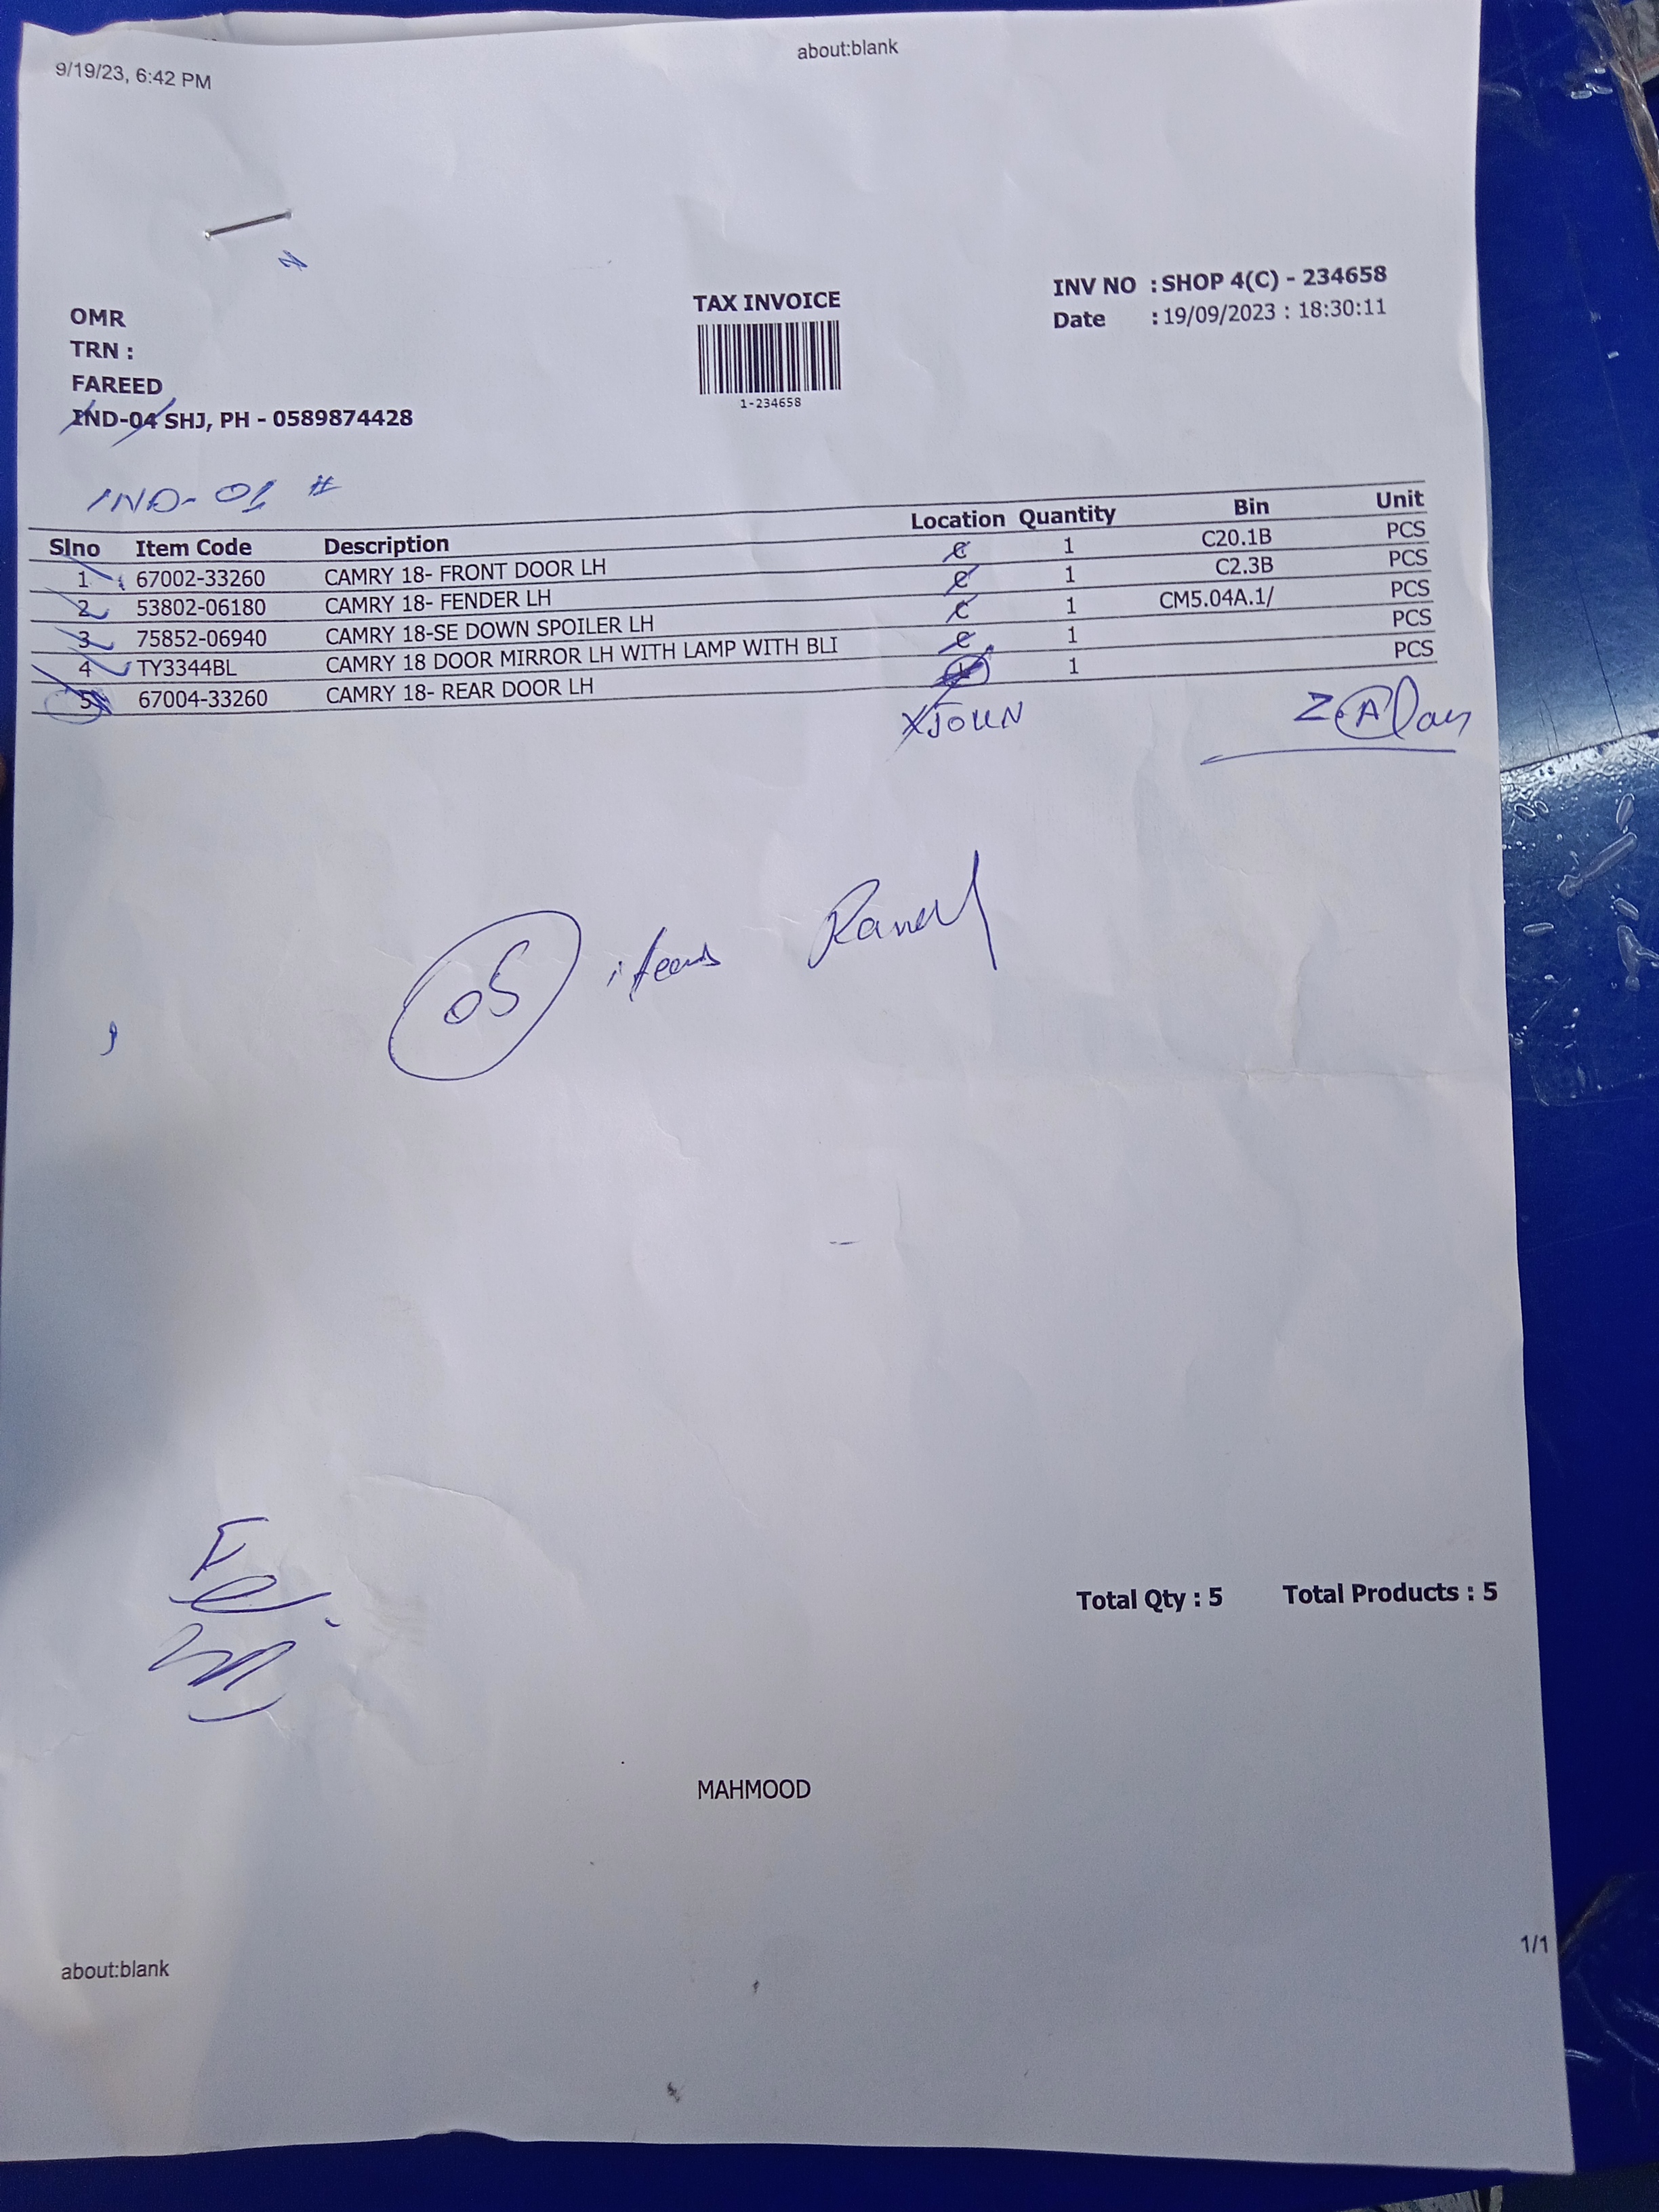 9/19/23, 6:42 PM
about:blank
OMR
TRN :
FAREED
IND-04 SHJ, PH - 0589874428
TAX INVOICE
1-234658
INV NO : SHOP 4(C) - 234658
Date : 19/09/2023 : 18:30:11
IND-01 #
Slno Item Code Description Location Quantity Bin Unit
1 67002-33260 CAMRY 18- FRONT DOOR LH C 1 C20.1B PCS
2 53802-06180 CAMRY 18- FENDER LH C 1 C2.3B PCS
3 75852-06940 CAMRY 18-SE DOWN SPOILER LH C 1 CM5.04A.1/ PCS
4 TY3344BL CAMRY 18 DOOR MIRROR LH WITH LAMP WITH BLI C 1 PCS
5 67004-33260 CAMRY 18- REAR DOOR LH 1 PCS
05 items
Total Qty : 5 Total Products : 5
MAHMOOD
about:blank
1/1